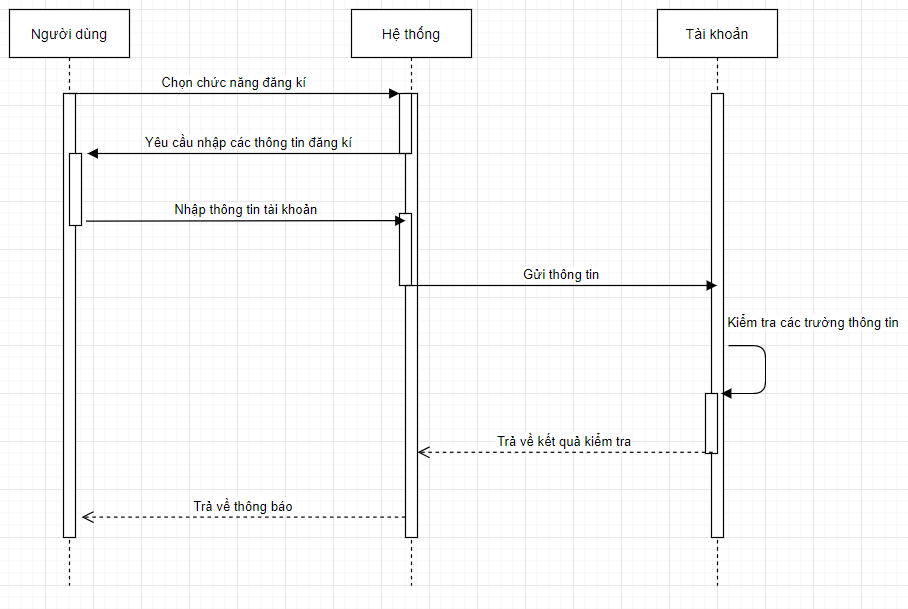 Người dùng
Hệ thống
Tài khoản
Chọn chức năng đăng kí
Yêu cầu nhập các thông tin đăng kí
Nhập thông tin tài khoản
Gửi thông tin
Kiểm tra các trường thông tin
Trả về kết quả kiểm tra
Trả về thông báo